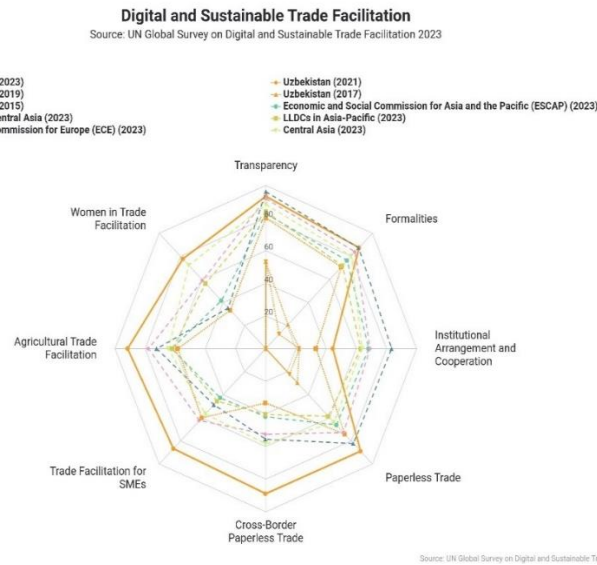 Digital and Sustainable Trade Facilitation
Source: UN Global Survey on Digital and Sustainable Trade Facilitation 2023
2023)
2019)
2015)
entral Asia (2023)
ommission for Europe (ECE) (2023)
Uzbekistan (2021)
Uzbekistan (2017)
Economic and Social Commission for Asia and the Pacific (ESCAP) (2023)
LLDCs in Asia-Pacific (2023)
Central Asia (2023)
Transparency
Women in Trade
Facilitation
Formalities
80
60
40
20
Agricultural Trade
Facilitation
Institutional
Arrangement and
Cooperation
Trade Facilitation for
SMEs
Paperless Trade
Cross-Border
Paperless Trade
Source: UN Global Survey on Digital and Sustainable T